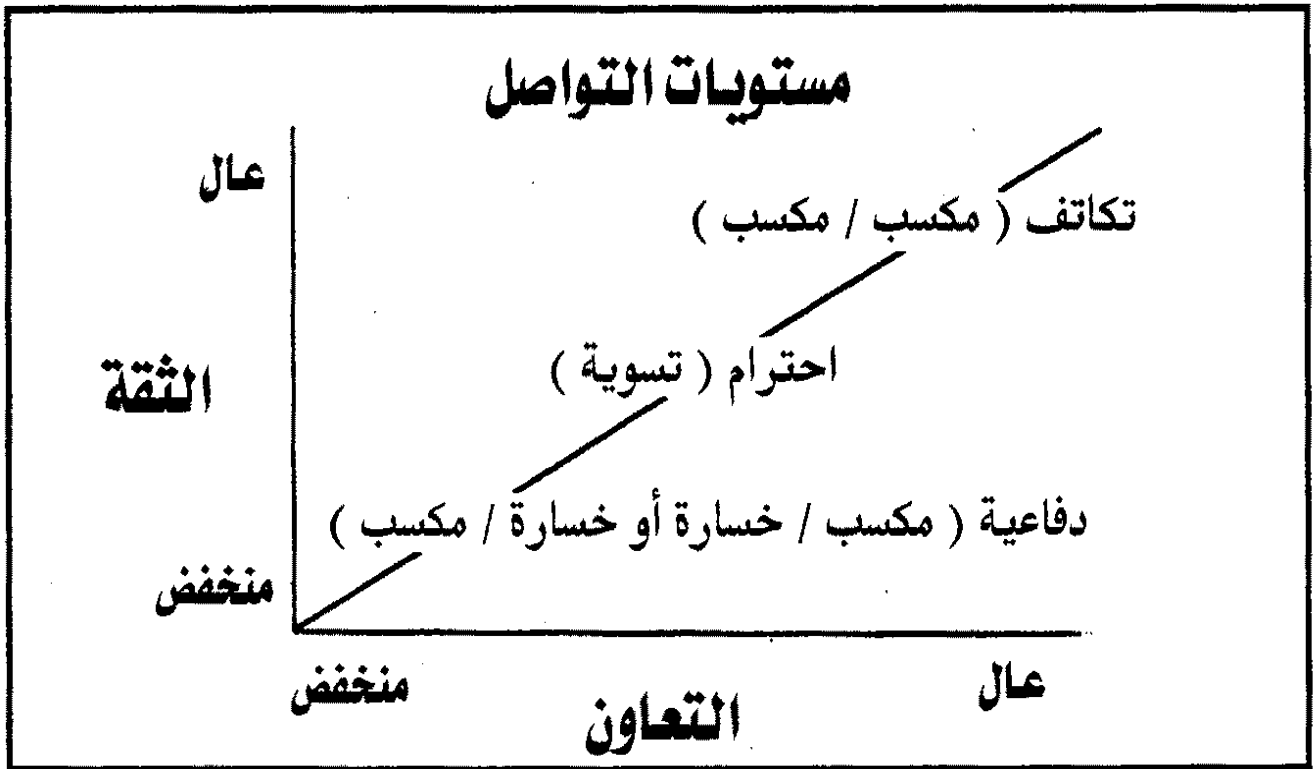 مستويات التواصل
عال
تكاتف ( مكسب / مكسب )
احترام ( تسوية )
الثقة
دفاعية ( مكسب / خسارة أو خسارة / مكسب )
منخفض
منخفض
عال
التعاون